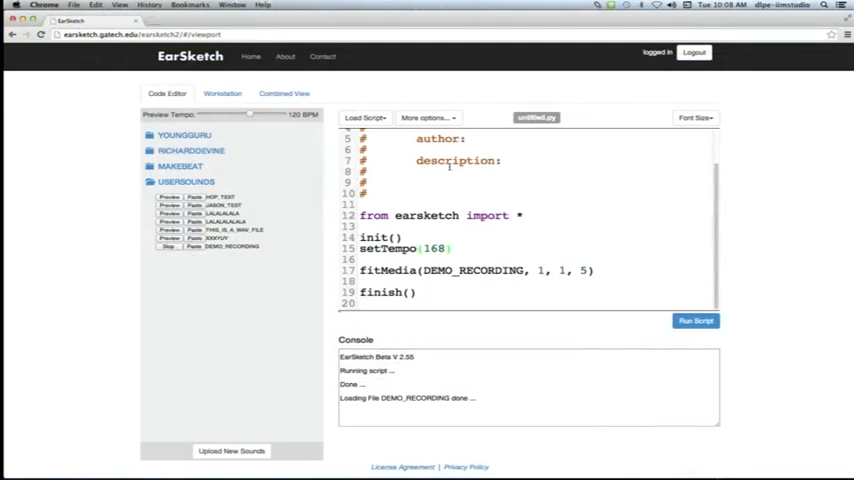 Chrome File Edit View History Bookmarks Window Help Tue 10:08 AM dlpe-iimstudio
EarSketch
earsketch.gatech.edu/earsketch2/#/viewport
EarSketch Home About Contact logged in Logout
Code Editor Workstation Combined View
Preview Tempo: 120 BPM
YOUNGGURU
RICHARDDEVINE
MAKEBEAT
USERSOUNDS
Preview Paste HOP_TEST
Preview Paste JASON_TEST
Preview Paste LALALALALA
Preview Paste LALALALALA
Preview Paste THIS_IS_A_WAV_FILE
Preview Paste XXXYUY
Stop Paste DEMO_RECORDING
Upload New Sounds
Load Script More options... untitled.py Font Size
4 #
5 # author:
6 #
7 # description:
8 #
9 #
10 #
11
12 from earsketch import *
13
14 init()
15 setTempo(168)
16
17 fitMedia(DEMO_RECORDING, 1, 1, 5)
18
19 finish()
20
Run Script
Console
EarSketch Beta V 2.55
Running script ...
Done ...
Loading File DEMO_RECORDING done ...
License Agreement | Privacy Policy